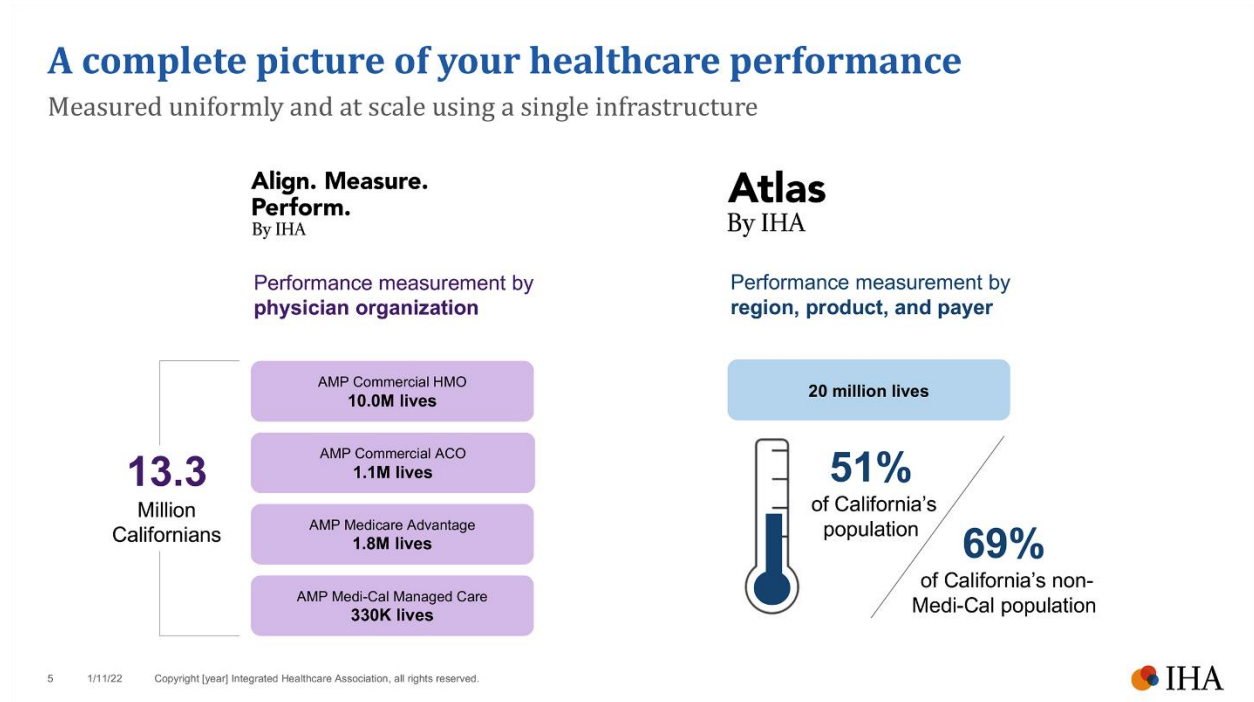 A complete picture of your healthcare performance
Measured uniformly and at scale using a single infrastructure
Align. Measure.
Perform.
By IHA
Performance measurement by
physician organization
13.3
Million
Californians
AMP Commercial HMO
10.0M lives
AMP Commercial ACO
1.1M lives
AMP Medicare Advantage
1.8M lives
AMP Medi-Cal Managed Care
330K lives
Atlas
By IHA
Performance measurement by
region, product, and payer
20 million lives
51%
of California's
population
69%
of California's non-
Medi-Cal population
5 1/11/22 Copyright [year] Integrated Healthcare Association, all rights reserved.
IHA